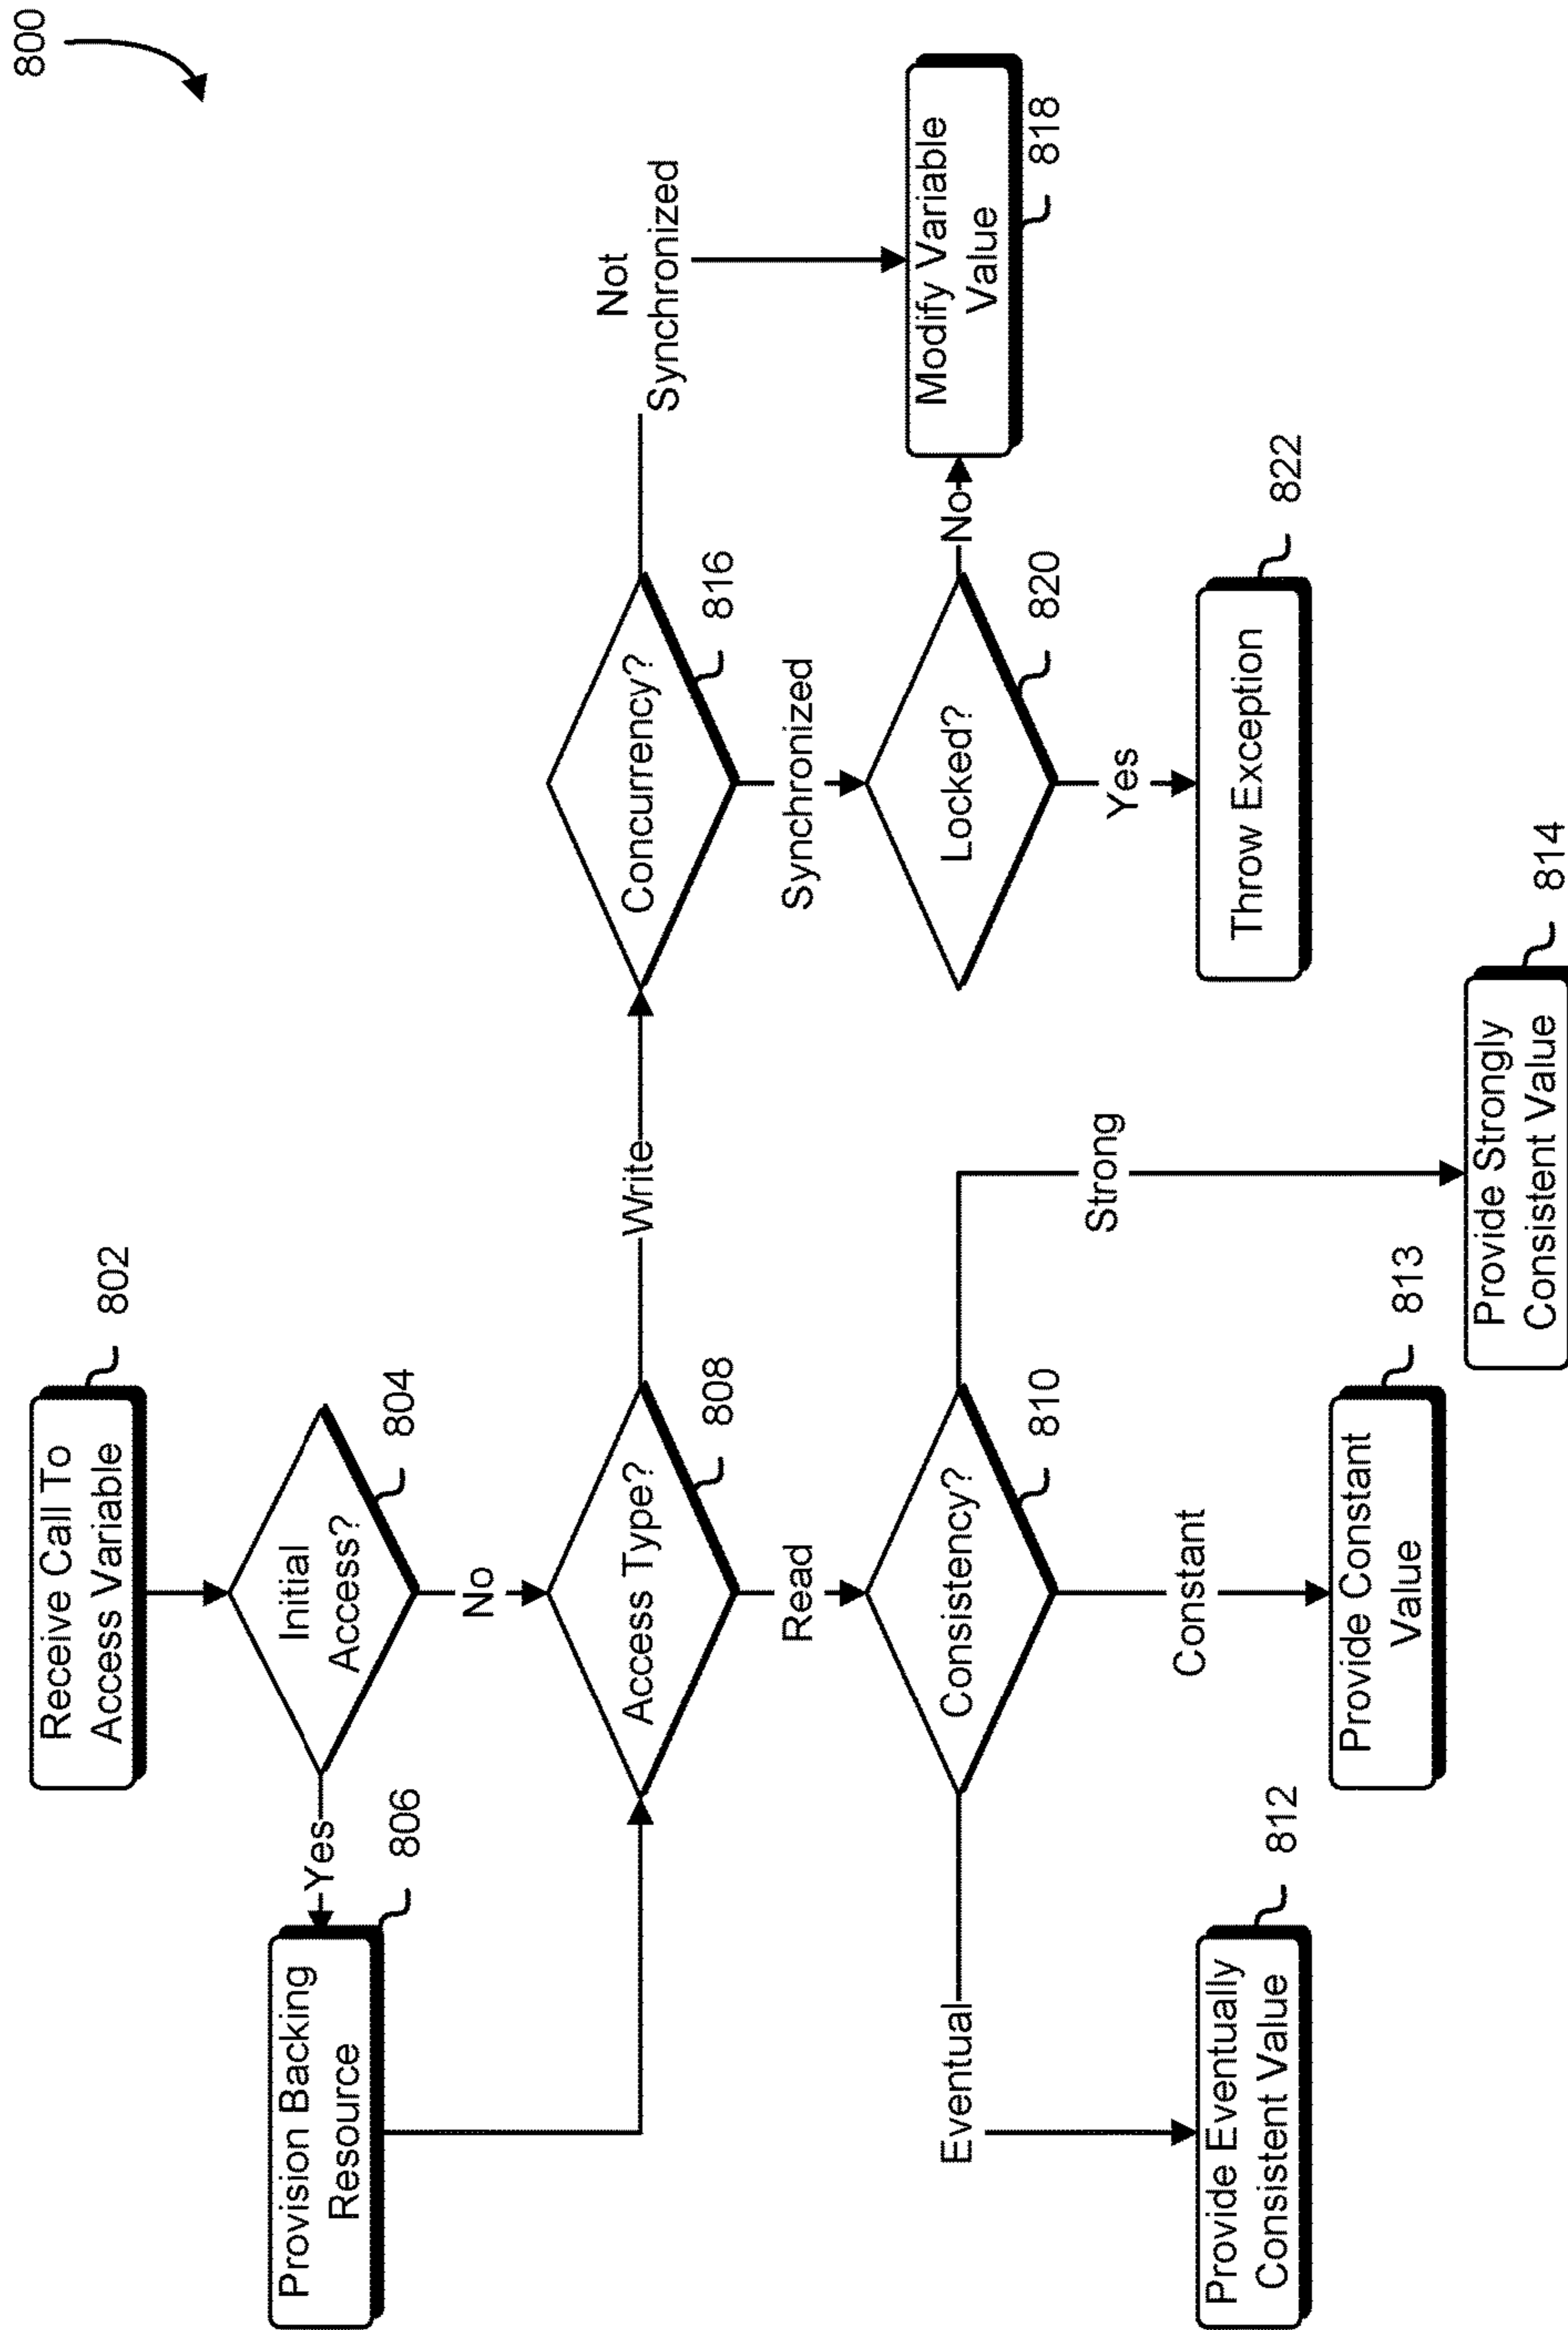 800
Receive Call To
Access Variable
802
Initial
Access?
804
Yes
Provision Backing
Resource
806
No
Access Type?
808
Write
Concurrency?
816
Not
Synchronized
Synchronized
Read
Consistency?
810
Locked?
820
No
Modify Variable
Value
818
Eventual
Constant
Strong
Yes
Provide Eventually
Consistent Value
812
Throw Exception
822
Provide Constant
Value
813
Provide Strongly
Consistent Value
814